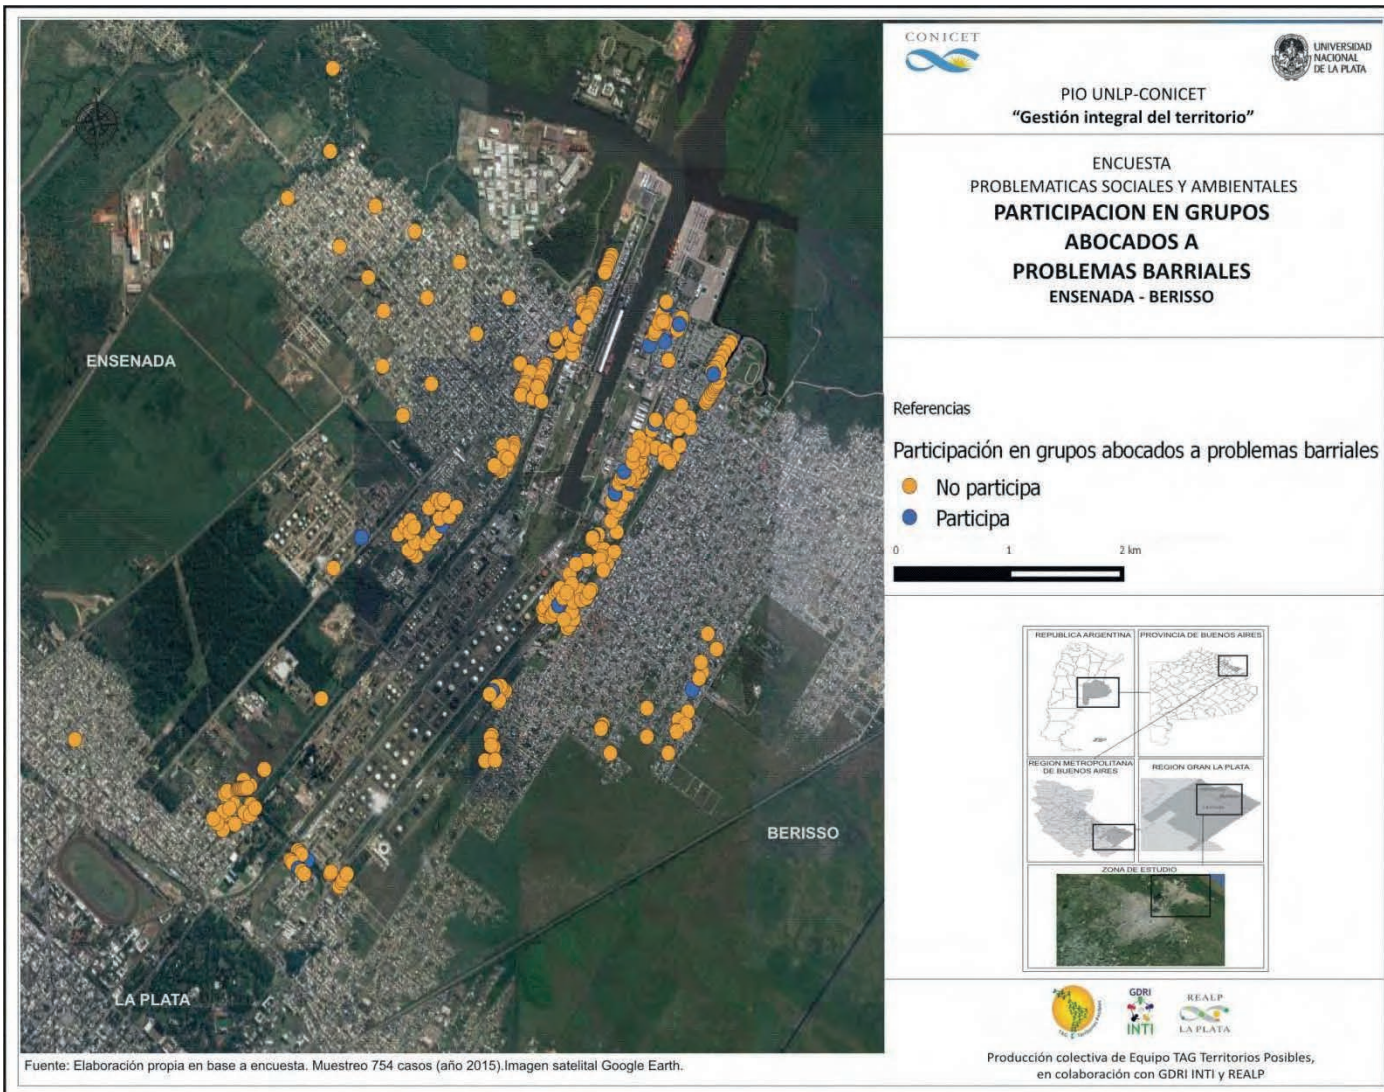 CONICET
UNIVERSIDAD
NACIONAL
DE LA PLATA
PIO UNLP-CONICET
“Gestión integral del territorio”
ENCUESTA
PROBLEMATICAS SOCIALES Y AMBIENTALES
PARTICIPACION EN GRUPOS
ABOCADOS A
PROBLEMAS BARRIALES
ENSENADA - BERISSO
Referencias
Participación en grupos abocados a problemas barriales
No participa
Participa
0 1 2 km
ENSENADA
BERISSO
LA PLATA
REPUBLICA ARGENTINA
PROVINCIA DE BUENOS AIRES
REGION METROPOLITANA
DE BUENOS AIRES
REGION GRAN LA PLATA
ZONA DE ESTUDIO
TAG Territorios Posibles
GDRI
INTI
REALP
LA PLATA
Producción colectiva de Equipo TAG Territorios Posibles,
en colaboración con GDRI INTI y REALP
Fuente: Elaboración propia en base a encuesta. Muestreo 754 casos (año 2015).Imagen satelital Google Earth.